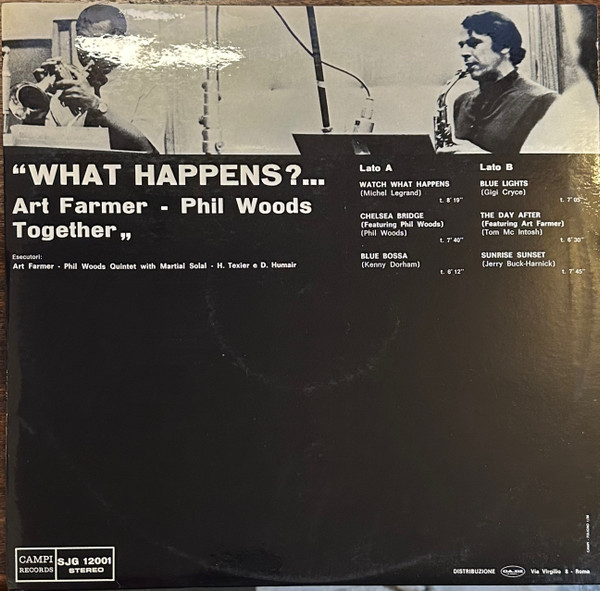 “WHAT HAPPENS?...
Art Farmer - Phil Woods
Together „
Esecutori:
Art Farmer - Phil Woods Quintet with Martial Solal - H. Texier e D. Humair
Lato A
WATCH WHAT HAPPENS
(Michel Legrand)
t. 8' 19"
CHELSEA BRIDGE
(Featuring Phil Woods)
(Phil Woods)
t. 7' 40"
BLUE BOSSA
(Kenny Dorham)
t. 6' 12"
Lato B
BLUE LIGHTS
(Gigi Cryce)
t. 7' 05"
THE DAY AFTER
(Featuring Art Farmer)
(Tom Mc Intosh)
t. 6' 30"
SUNRISE SUNSET
(Jerry Buck-Harnick)
t. 7' 45"
CAMPI
RECORDS
SJG 12001
STEREO
DISTRIBUZIONE
Via Virgilio 8 - Roma